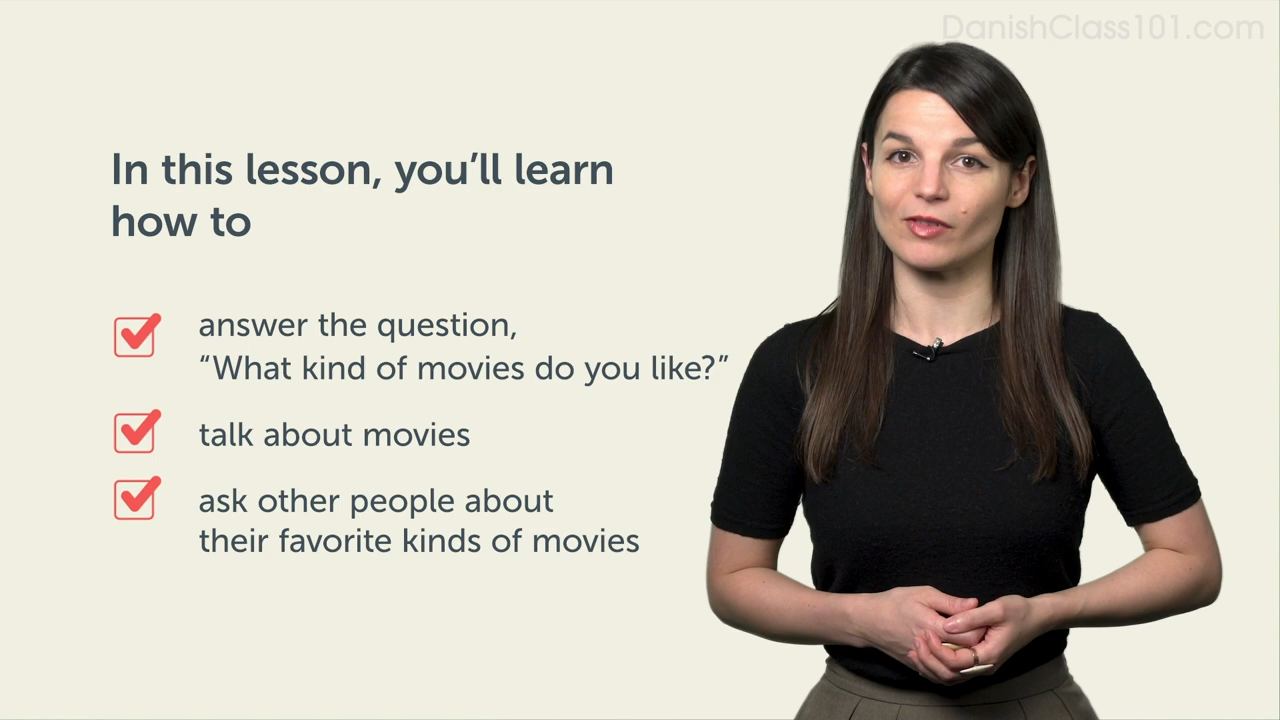 DanishClass101.com
In this lesson, you’ll learn
how to
answer the question,
“What kind of movies do you like?”
talk about movies
ask other people about
their favorite kinds of movies